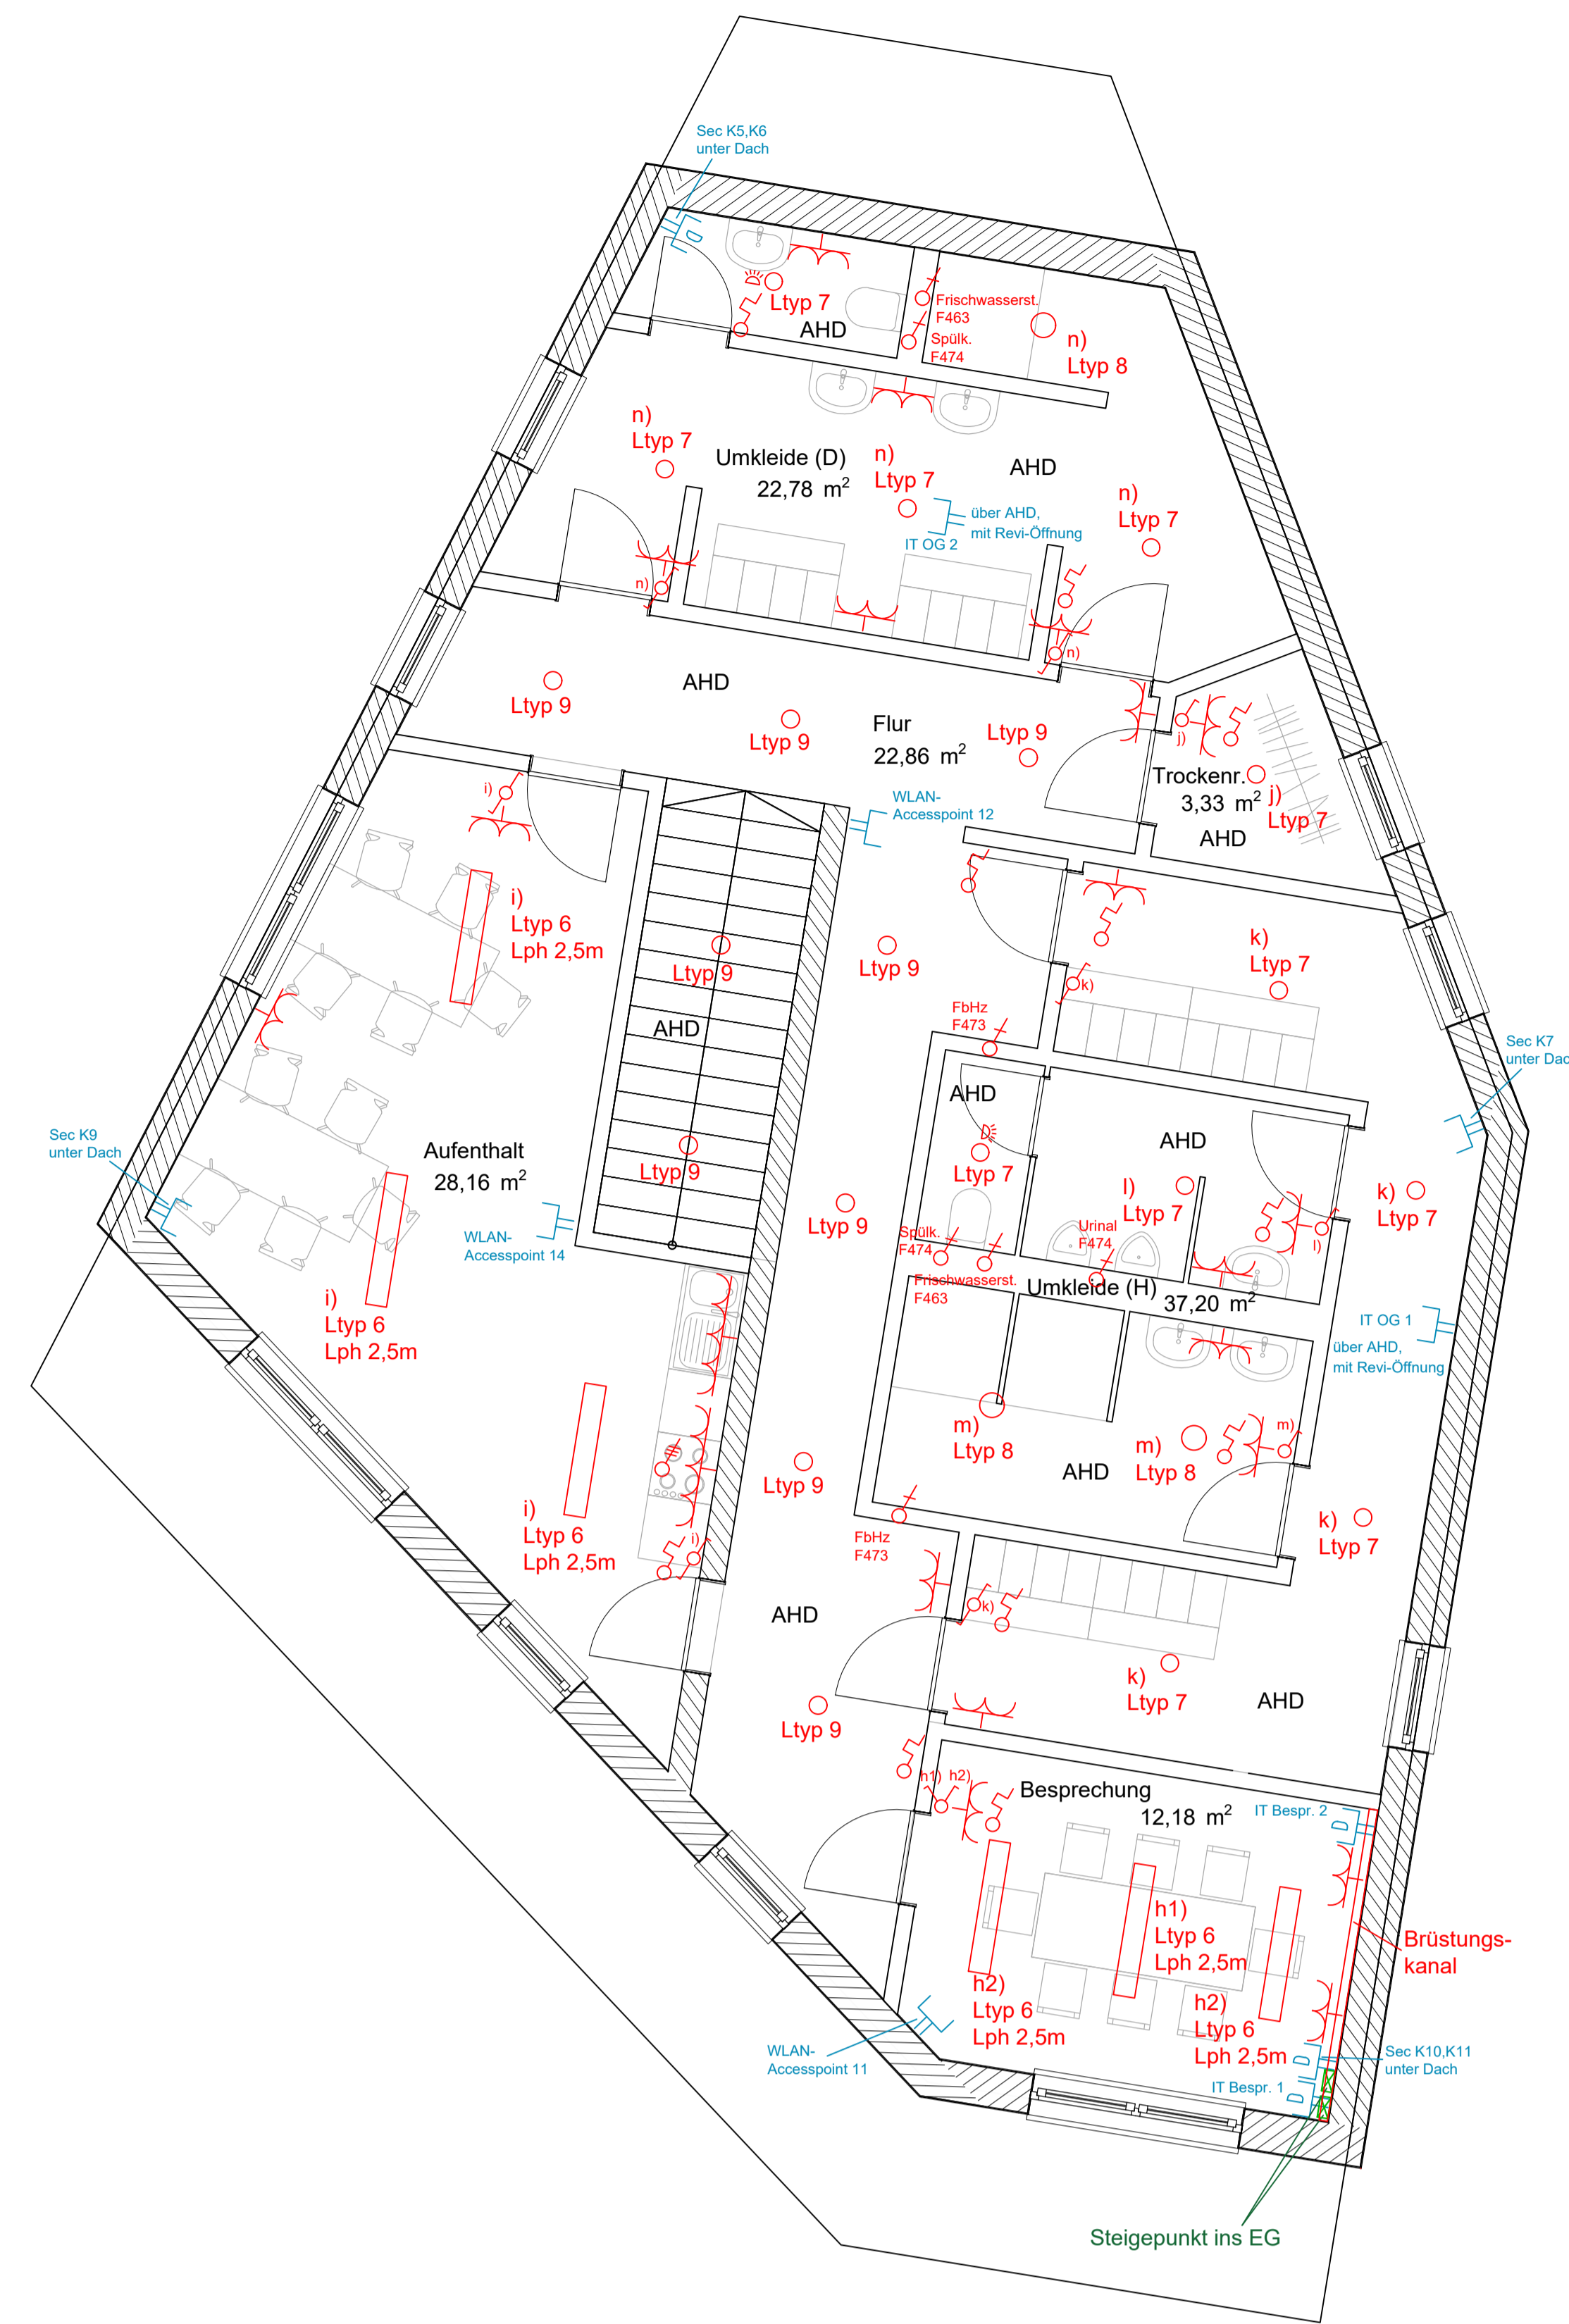 Sec K5,K6
unter Dach
Ltyp 7
AHD
Frischwasserst.
F463
Spülk.
F474
n)
Ltyp 8
n)
Ltyp 7
Umkleide (D)
22,78 m²
n)
Ltyp 7
AHD
n)
Ltyp 7
über AHD,
mit Revi-Öffnung
IT OG 2
n)
n)
AHD
Ltyp 9
Ltyp 9
Flur
22,86 m²
Ltyp 9
j)
Trockenr.
3,33 m²
j)
Ltyp 7
AHD
WLAN-
Accesspoint 12
i)
i)
Ltyp 6
Lph 2,5m
Ltyp 9
Ltyp 9
k)
Ltyp 7
k)
FbHz
F473
AHD
Sec K7
unter Dac
AHD
AHD
Sec K9
unter Dach
Aufenthalt
28,16 m²
Ltyp 9
Ltyp 7
l)
Ltyp 7
k)
Ltyp 7
Ltyp 9
Spülk.
F474
Urinal
F474
l)
WLAN-
Accesspoint 14
Frischwasserst.
F463
Umkleide (H)
37,20 m²
IT OG 1
über AHD,
mit Revi-Öffnung
i)
Ltyp 6
Lph 2,5m
m)
Ltyp 8
m)
Ltyp 8
m)
AHD
Ltyp 9
i)
Ltyp 6
Lph 2,5m
i)
FbHz
F473
k)
Ltyp 7
AHD
k)
k)
Ltyp 7
AHD
Ltyp 9
h1) h2)
Besprechung
12,18 m²
IT Bespr. 2
h1)
Ltyp 6
Lph 2,5m
Brüstungs-
kanal
h2)
Ltyp 6
Lph 2,5m
h2)
Ltyp 6
Lph 2,5m
WLAN-
Accesspoint 11
Sec K10,K11
unter Dach
IT Bespr. 1
Steigepunkt ins EG